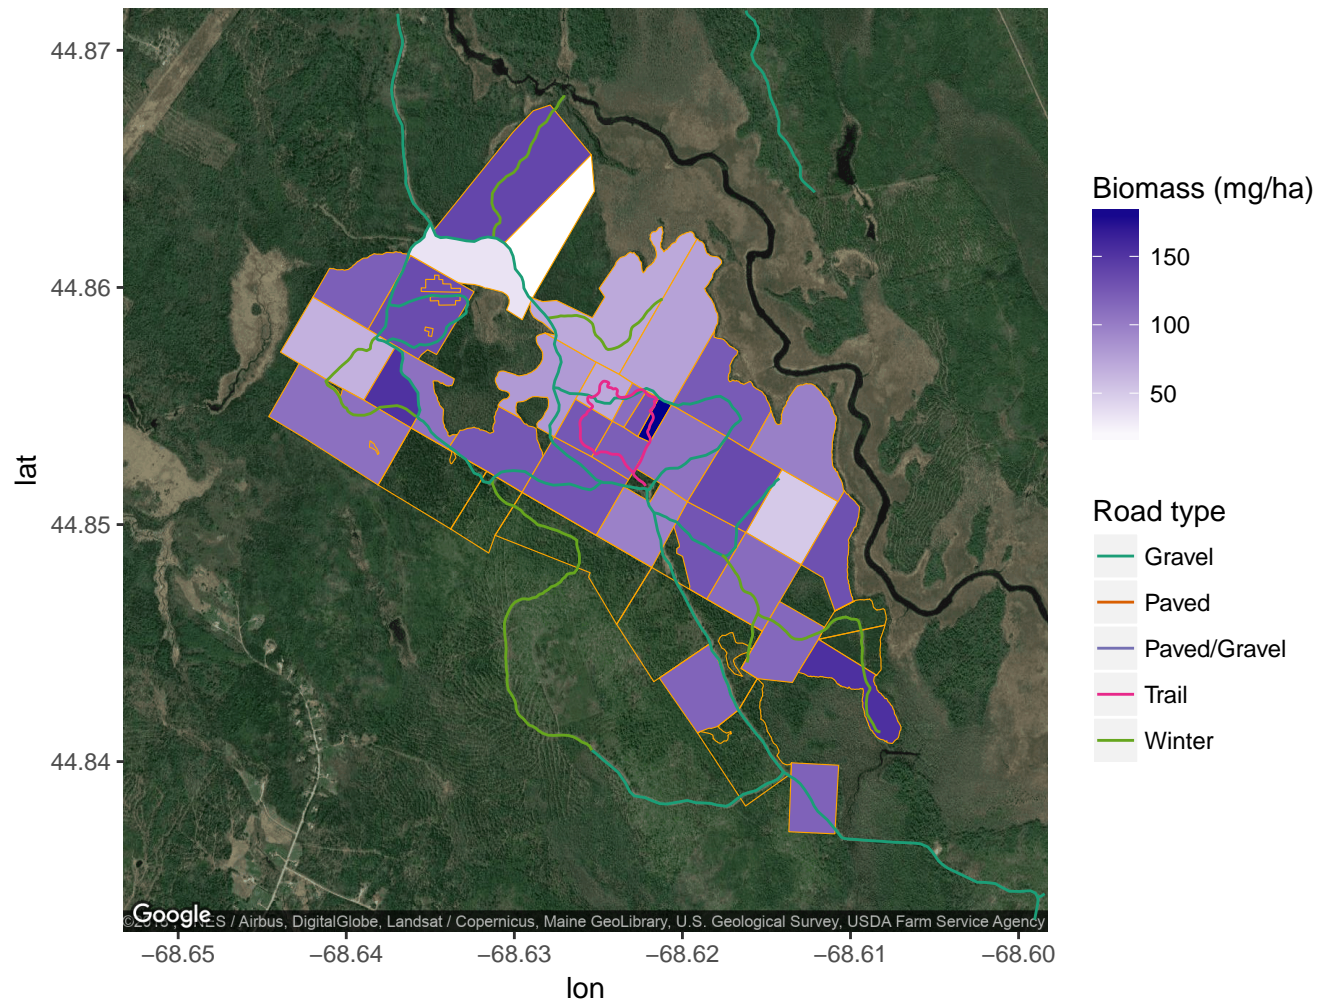 44.87
44.86
44.85
44.84
lat
−68.65
−68.64
−68.63
−68.62
−68.61
−68.60
lon
Google
/ Airbus, DigitalGlobe, Landsat / Copernicus, Maine GeoLibrary, U.S. Geological Survey, USDA Farm Service Agency
Biomass (mg/ha)
150
100
50
Road type
Gravel
Paved
Paved/Gravel
Trail
Winter